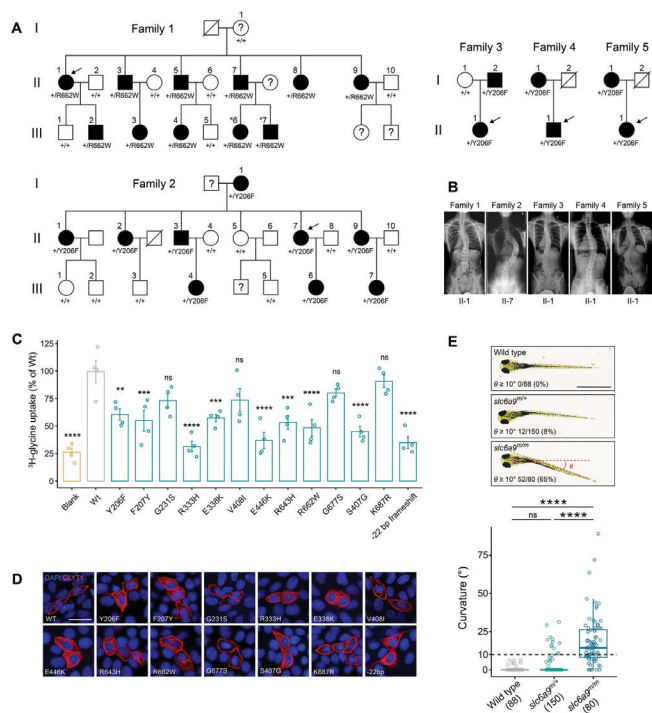 A
Family 1
I
1
?
+/+
II
1 2 3 4 5 6 7 8 9 10
?
+/R662W +/+ +/R662W +/+ +/R662W +/+ +/R662W +/R662W +/R662W +/+
III
1 2 3 4 5 *6 *7
? ?
+/+ +/R662W +/R662W +/R662W +/+ +/R662W +/R662W
Family 3 Family 4 Family 5
I
1 2 1 2 1 2
+/+ +/Y206F +/Y206F +/Y206F
II
1 1 1
+/Y206F +/Y206F +/Y206F
Family 2
I
?
1
+/Y206F
II
1 2 3 4 5 6 7 8 9 10
+/Y206F +/Y206F +/Y206F +/+ +/+ +/Y206F +/+ +/Y206F
III
1 2 3 4 ? 5 6 7
+/+ +/+ +/+ +/Y206F +/+ +/Y206F +/Y206F
B
Family 1 Family 2 Family 3 Family 4 Family 5
II-1 II-7 II-1 II-1 II-1
C
³H-glycine uptake (% of Wt)
125
100
75
50
25
0
**** ** *** ns **** *** ns **** *** **** ns **** ns ****
Blank Wt Y206F F207Y G231S R333H E338K V408I E446K R643H R662W G677S S407G K687R -22 bp frameshift
D
DAPI GLYT1
WT Y206F F207Y G231S R333H E338K V408I
E446K R643H R662W G677S S407G K687R -22bp
E
Wild type
θ ≥ 10° 0/88 (0%)
slc6a9m/+
θ ≥ 10° 12/150 (8%)
slc6a9m/m
θ
θ ≥ 10° 52/80 (65%)
****
ns ****
Curvature (°)
75
50
25
10
0
Wild type (88)
slc6a9m/+ (150)
slc6a9m/m (80)